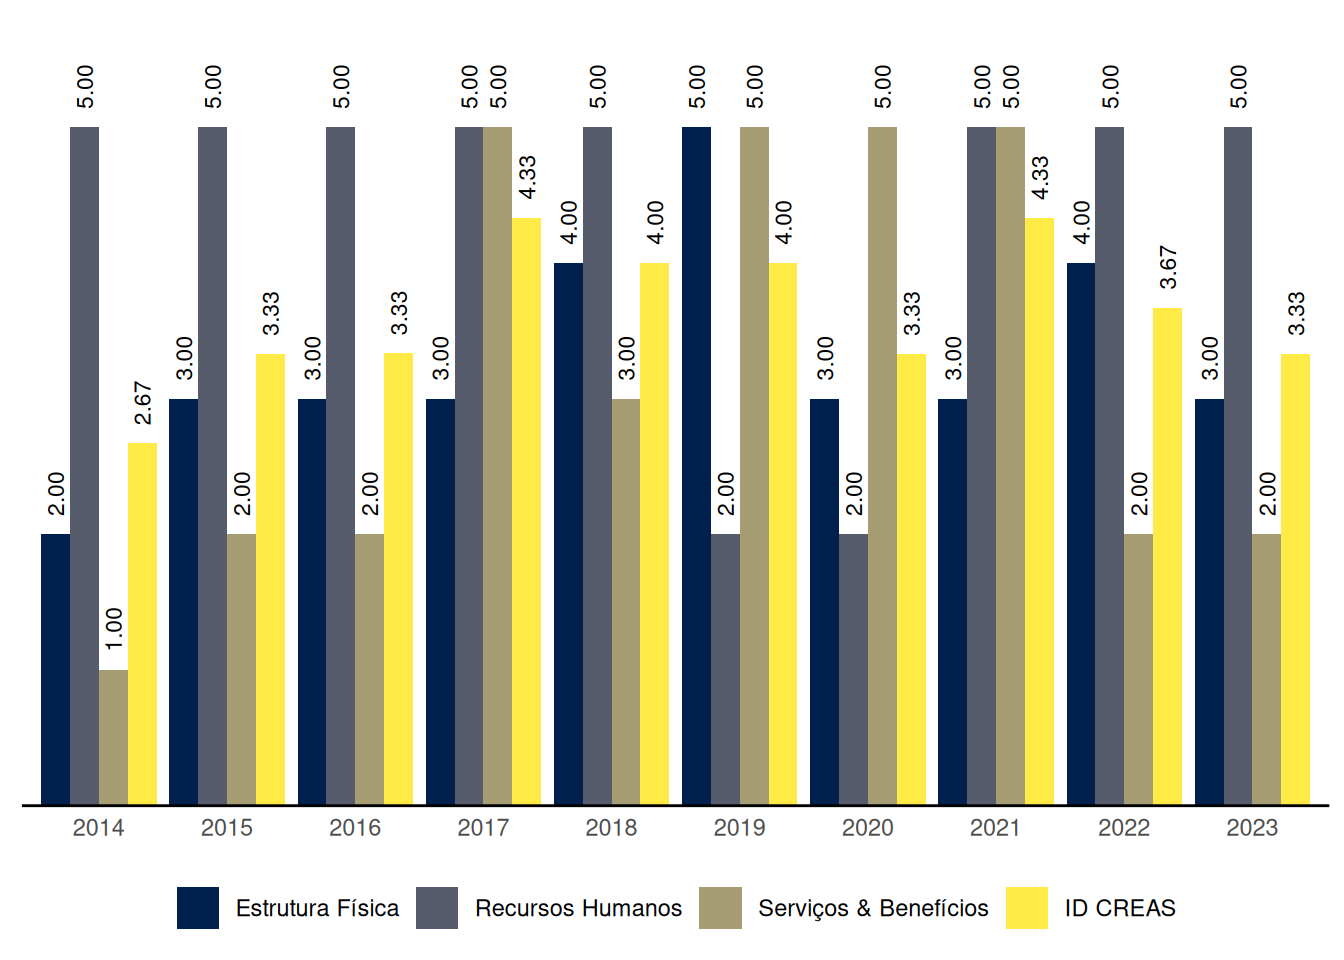 5.00 5.00 5.00 5.00 5.00 5.00 5.00 5.00 5.00 5.00 5.00 5.00 5.00
4.33 4.33
4.00 4.00 4.00 4.00
3.67
3.33 3.33 3.33 3.33
3.00 3.00 3.00 3.00 3.00 3.00 3.00
2.67
2.00 2.00 2.00 2.00 2.00 2.00 2.00
1.00
2014 2015 2016 2017 2018 2019 2020 2021 2022 2023
Estrutura Física Recursos Humanos Serviços & Benefícios ID CREAS